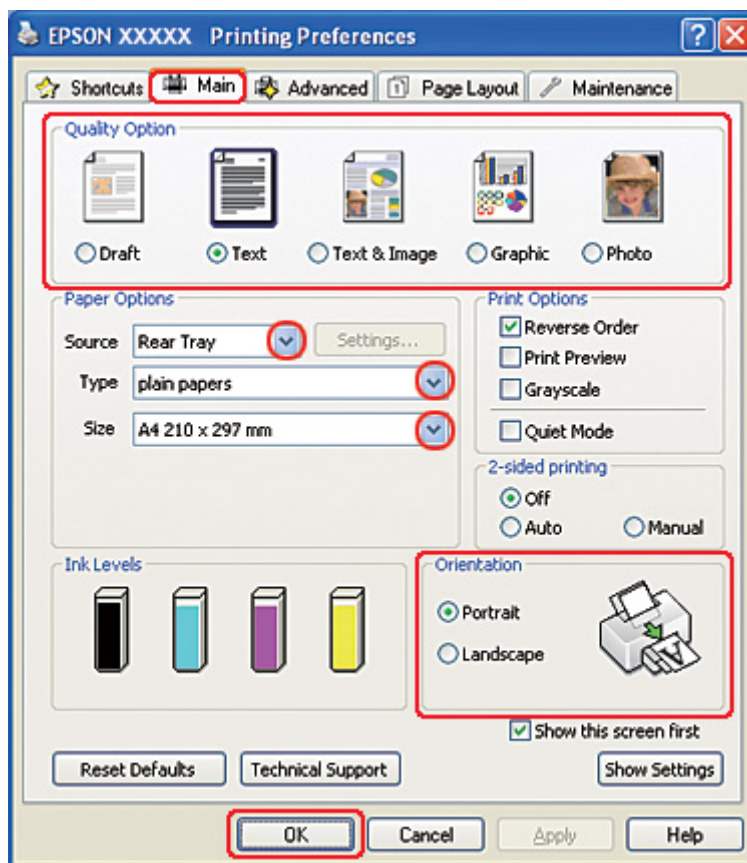 EPSON XXXXX Printing Preferences
Shortcuts Main Advanced Page Layout Maintenance
Quality Option
Draft Text Text & Image Graphic Photo
Paper Options
Source Rear Tray Settings...
Type plain papers
Size A4 210 x 297 mm
Print Options
Reverse Order
Print Preview
Grayscale
Quiet Mode
2-sided printing
Off
Auto Manual
Ink Levels
Orientation
Portrait
Landscape
Show this screen first
Reset Defaults Technical Support Show Settings
OK Cancel Apply Help